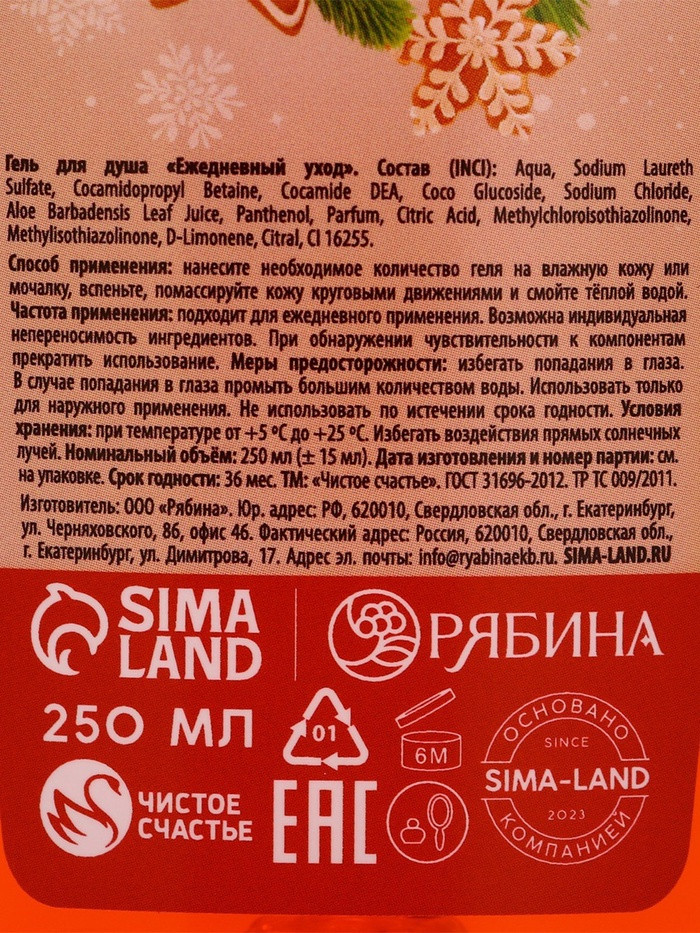 Гель для душа «Ежедневный уход». Состав (INCI): Aqua, Sodium Laureth
Sulfate, Cocamidopropyl Betaine, Cocamide DEA, Coco Glucoside, Sodium Chloride,
Aloe Barbadensis Leaf Juice, Panthenol, Parfum, Citric Acid, Methylchloroisothiazolinone,
Methylisothiazolinone, D-Limonene, Citral, CI 16255.
Способ применения: нанесите необходимое количество геля на влажную кожу или
мочалку, вспеньте, помассируйте кожу круговыми движениями и смойте тёплой водой.
Частота применения: подходит для ежедневного применения. Возможна индивидуальная
непереносимость ингредиентов. При обнаружении чувствительности к компонентам
прекратить использование. Меры предосторожности: избегать попадания в глаза.
В случае попадания в глаза промыть большим количеством воды. Использовать только
для наружного применения. Не использовать по истечении срока годности. Условия
хранения: при температуре от +5 ºС до +25 ºС. Избегать воздействия прямых солнечных
лучей. Номинальный объём: 250 мл (± 15 мл). Дата изготовления и номер партии: см.
на упаковке. Срок годности: 36 мес. ТМ: «Чистое счастье». ГОСТ 31696-2012. ТР ТС 009/2011.
Изготовитель: ООО «Рябина». Юр. адрес: РФ, 620010, Свердловская обл., г. Екатеринбург,
ул. Черняховского, 86, офис 46. Фактический адрес: Россия, 620010, Свердловская обл.,
г. Екатеринбург, ул. Димитрова, 17. Адрес эл. почты: info@ryabinaekb.ru. SIMA-LAND.RU
SIMA
LAND
РЯБИНА
250 МЛ
01
6M
ОСНОВАНО
SINCE
SIMA-LAND
2023
КОМПАНИЕЙ
ЧИСТОЕ
СЧАСТЬЕ
EAC